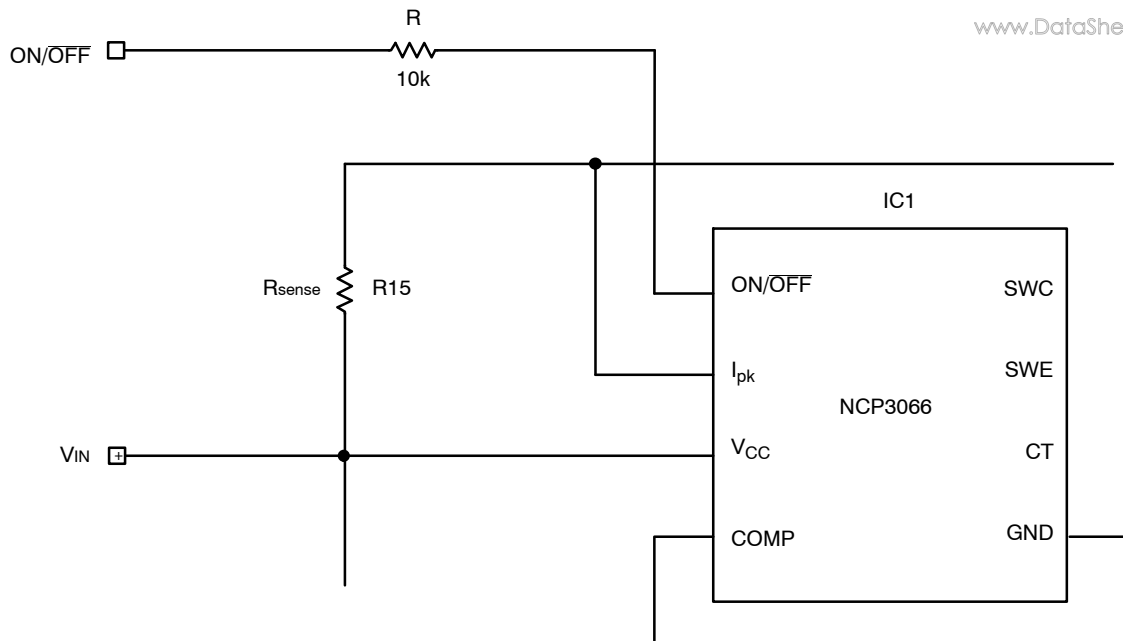 R
www.DataShe
ON/OFF
10k
IC1
Rsense
R15
ON/OFF
SWC
Ipk
SWE
NCP3066
VIN
+
VCC
CT
COMP
GND